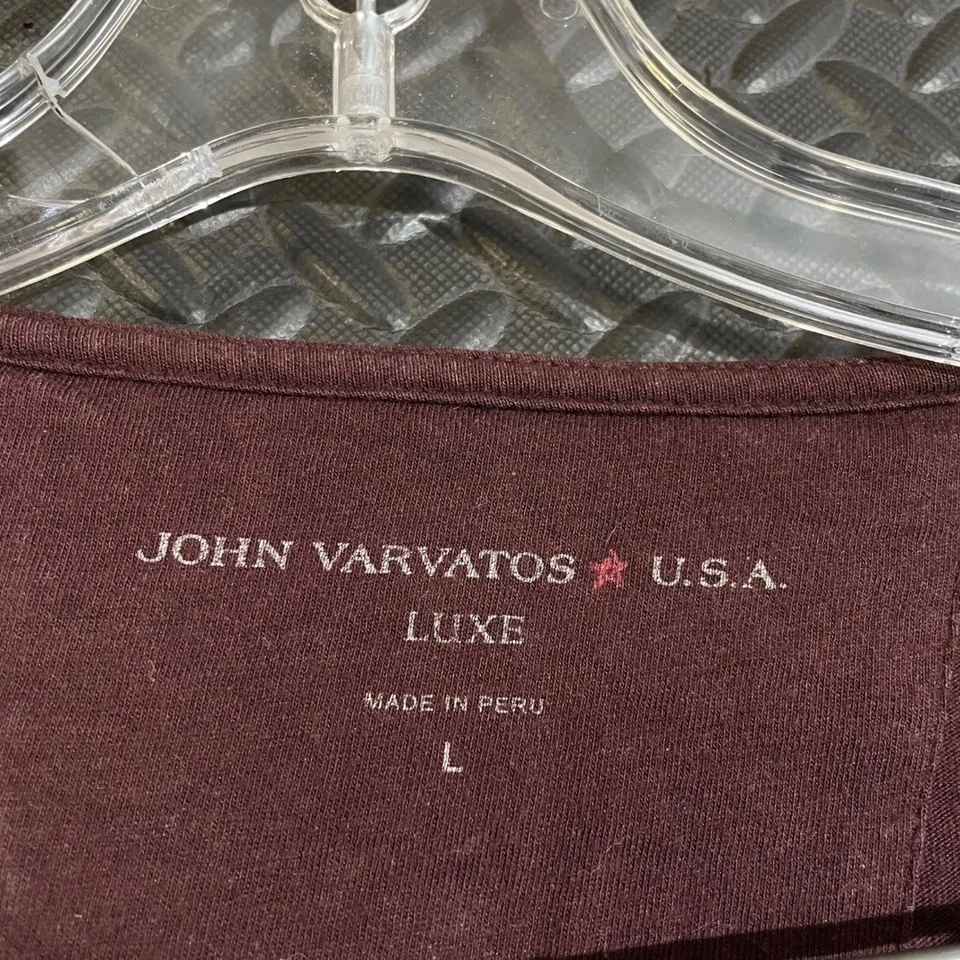 JOHN VARVATOS ★ U.S.A.
LUXE
MADE IN PERU
L